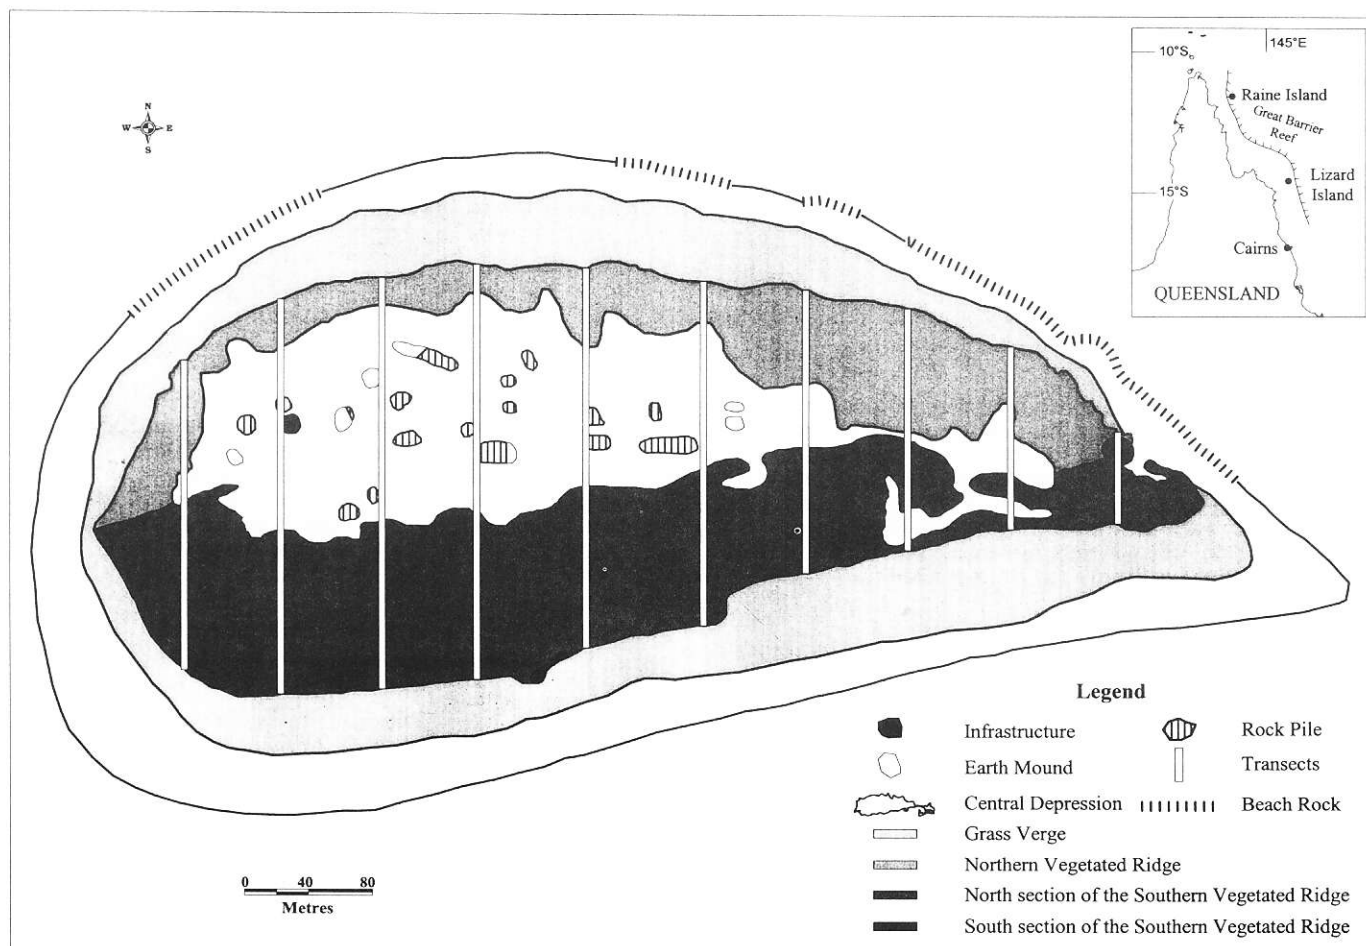 10°S
145°E
Raine Island
Great Barrier
Reef
Lizard
Island
15°S
Cairns
QUEENSLAND
N
W E
S
Legend
Infrastructure
Rock Pile
Earth Mound
Transects
Central Depression
Beach Rock
Grass Verge
Northern Vegetated Ridge
North section of the Southern Vegetated Ridge
South section of the Southern Vegetated Ridge
0 40 80
Metres